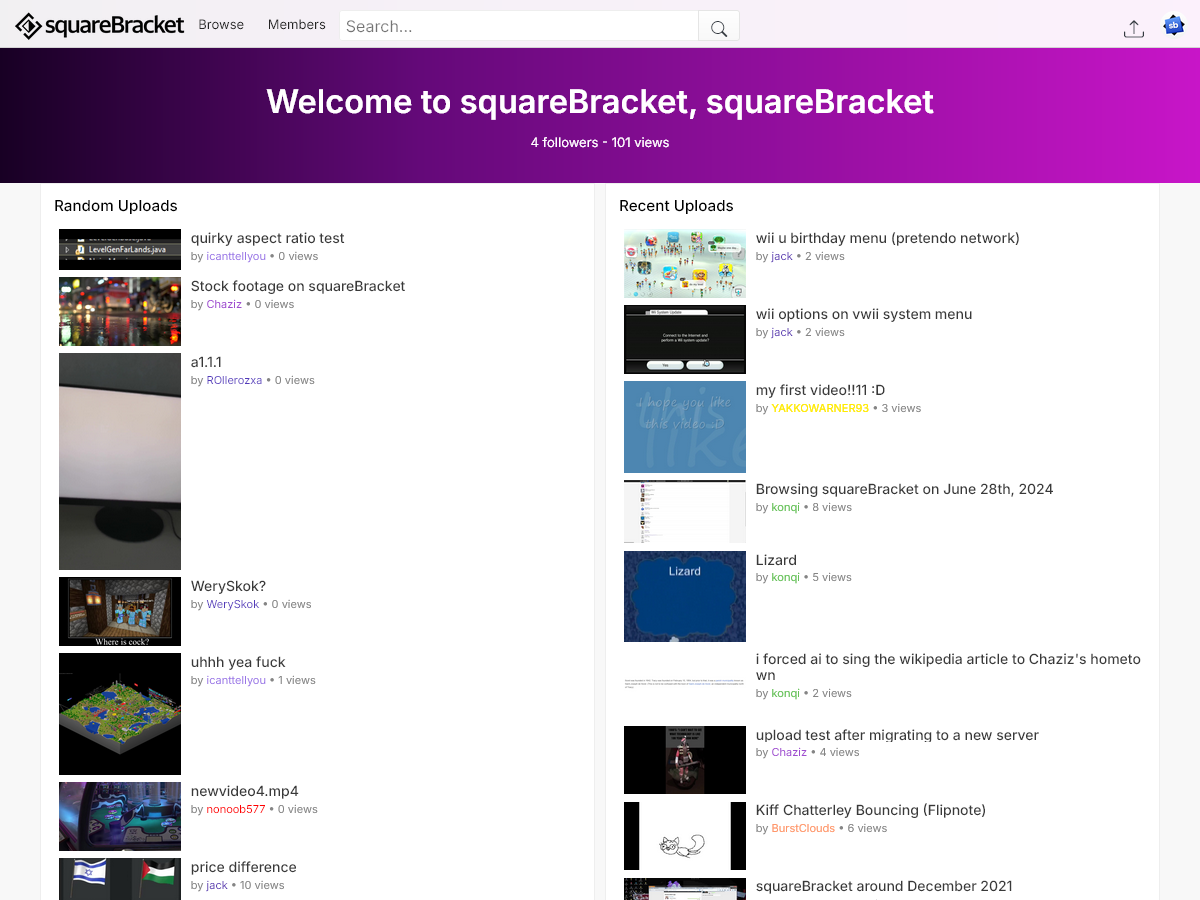 squareBracket Browse Members Search...
sb
Welcome to squareBracket, squareBracket
4 followers - 101 views
Random Uploads
LevelGenFarLands.java
quirky aspect ratio test
by icanttellyou • 0 views
Stock footage on squareBracket
by Chaziz • 0 views
a1.1.1
by ROllerozxa • 0 views
Where is cock?
WerySkok?
by WerySkok • 0 views
uhhh yea fuck
by icanttellyou • 1 views
newvideo4.mp4
by nonoob577 • 0 views
price difference
by jack • 10 views
Recent Uploads
wii u birthday menu (pretendo network)
by jack • 2 views
Wii System Update
Connect to the Internet and
perform a Wii system update?
Yes
wii options on vwii system menu
by jack • 2 views
I hope you like
this video :D
this
like
my first video!!11 :D
by YAKKOWARNER93 • 3 views
Browsing squareBracket on June 28th, 2024
by konqi • 8 views
Lizard
Lizard
by konqi • 5 views
i forced ai to sing the wikipedia article to Chaziz's hometo
wn
by konqi • 2 views
upload test after migrating to a new server
by Chaziz • 4 views
Kiff Chatterley Bouncing (Flipnote)
by BurstClouds • 6 views
squareBracket around December 2021